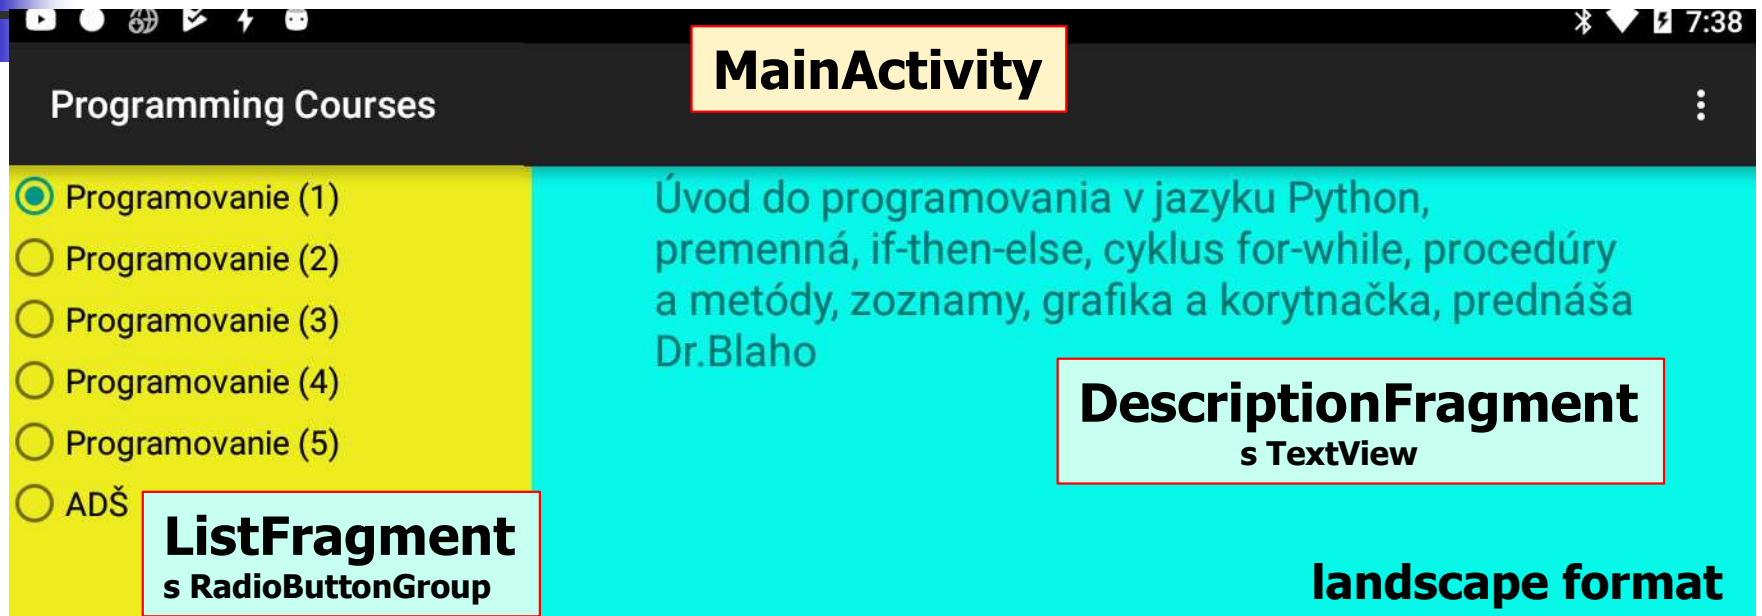 7:38
MainActivity
Programming Courses
Programovanie (1)
Programovanie (2)
Programovanie (3)
Programovanie (4)
Programovanie (5)
ADŠ
Úvod do programovania v jazyku Python,
premenná, if-then-else, cyklus for-while, procedúry
a metódy, zoznamy, grafika a korytnačka, prednáša
Dr.Blaho
DescriptionFragment
s TextView
ListFragment
s RadioButtonGroup
landscape format